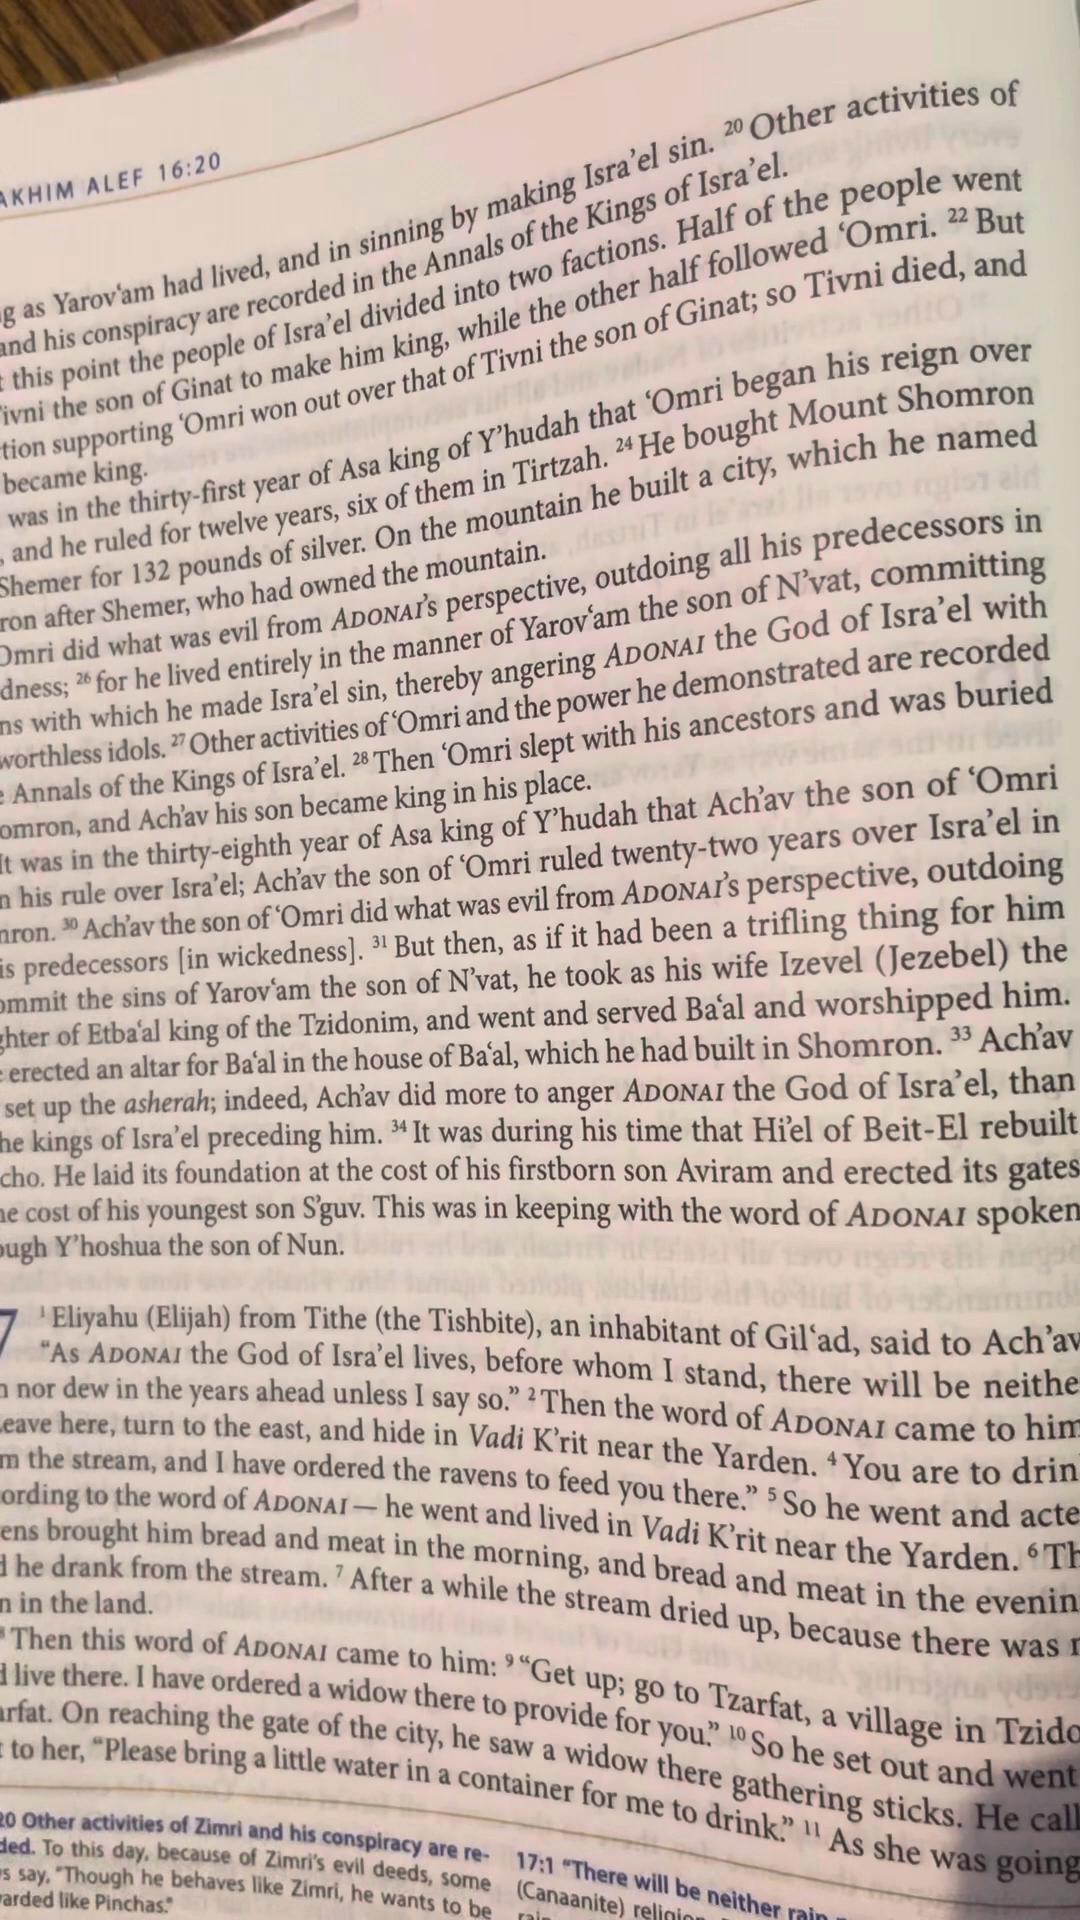 AKHIM ALEF 16:20
as Yarov‘am had lived, and in sinning by making Isra’el sin. 20 Other activities of
and his conspiracy are recorded in the Annals of the Kings of Isra’el.
this point the people of Isra’el divided into two factions. Half of the people went
ivni the son of Ginat to make him king, while the other half followed ‘Omri. 22 But
tion supporting ‘Omri won out over that of Tivni the son of Ginat; so Tivni died, and
became king.
was in the thirty-first year of Asa king of Y’hudah that ‘Omri began his reign over
, and he ruled for twelve years, six of them in Tirtzah. 24 He bought Mount Shomron
Shemer for 132 pounds of silver. On the mountain he built a city, which he named
ron after Shemer, who had owned the mountain.
Omri did what was evil from ADONAI’s perspective, outdoing all his predecessors in
dness; 26 for he lived entirely in the manner of Yarov‘am the son of N’vat, committing
ns with which he made Isra’el sin, thereby angering ADONAI the God of Isra’el with
worthless idols. 27 Other activities of ‘Omri and the power he demonstrated are recorded
Annals of the Kings of Isra’el. 28 Then ‘Omri slept with his ancestors and was buried
omron, and Ach’av his son became king in his place.
It was in the thirty-eighth year of Asa king of Y’hudah that Ach’av the son of ‘Omri
n his rule over Isra’el; Ach’av the son of ‘Omri ruled twenty-two years over Isra’el in
ron. 30 Ach’av the son of ‘Omri did what was evil from ADONAI’s perspective, outdoing
is predecessors [in wickedness]. 31 But then, as if it had been a trifling thing for him
ommit the sins of Yarov‘am the son of N’vat, he took as his wife Izevel (Jezebel) the
ghter of Etba‘al king of the Tzidonim, and went and served Ba‘al and worshipped him.
erected an altar for Ba‘al in the house of Ba‘al, which he had built in Shomron. 33 Ach’av
set up the asherah; indeed, Ach’av did more to anger ADONAI the God of Isra’el, than
he kings of Isra’el preceding him. 34 It was during his time that Hi’el of Beit-El rebuilt
cho. He laid its foundation at the cost of his firstborn son Aviram and erected its gates
he cost of his youngest son S’guv. This was in keeping with the word of ADONAI spoken
ough Y’hoshua the son of Nun.
7 1 Eliyahu (Elijah) from Tithe (the Tishbite), an inhabitant of Gil‘ad, said to Ach’av
“As ADONAI the God of Isra’el lives, before whom I stand, there will be neithe
n nor dew in the years ahead unless I say so.” 2 Then the word of ADONAI came to him
eave here, turn to the east, and hide in Vadi K’rit near the Yarden. 4 You are to drin
m the stream, and I have ordered the ravens to feed you there.” 5 So he went and acte
ording to the word of ADONAI — he went and lived in Vadi K’rit near the Yarden. 6 Th
ens brought him bread and meat in the morning, and bread and meat in the evenin
d he drank from the stream. 7 After a while the stream dried up, because there was
n in the land.
8 Then this word of ADONAI came to him: 9 “Get up; go to Tzarfat, a village in Tzido
d live there. I have ordered a widow there to provide for you.” 10 So he set out and went
arfat. On reaching the gate of the city, he saw a widow there gathering sticks. He call
to her, “Please bring a little water in a container for me to drink.” 11 As she was going
20 Other activities of Zimri and his conspiracy are re-
ded. To this day, because of Zimri’s evil deeds, some
s say, “Though he behaves like Zimri, he wants to be
arded like Pinchas.”
17:1 “There will be neither rain
(Canaanite) religion